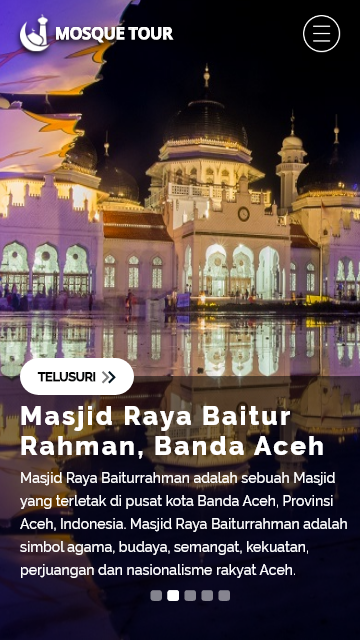 MOSQUE TOUR
TELUSURI
Masjid Raya Baitur
Rahman, Banda Aceh
Masjid Raya Baiturrahman adalah sebuah Masjid
yang terletak di pusat kota Banda Aceh, Provinsi
Aceh, Indonesia. Masjid Raya Baiturrahman adalah
simbol agama, budaya, semangat, kekuatan,
perjuangan dan nasionalisme rakyat Aceh.